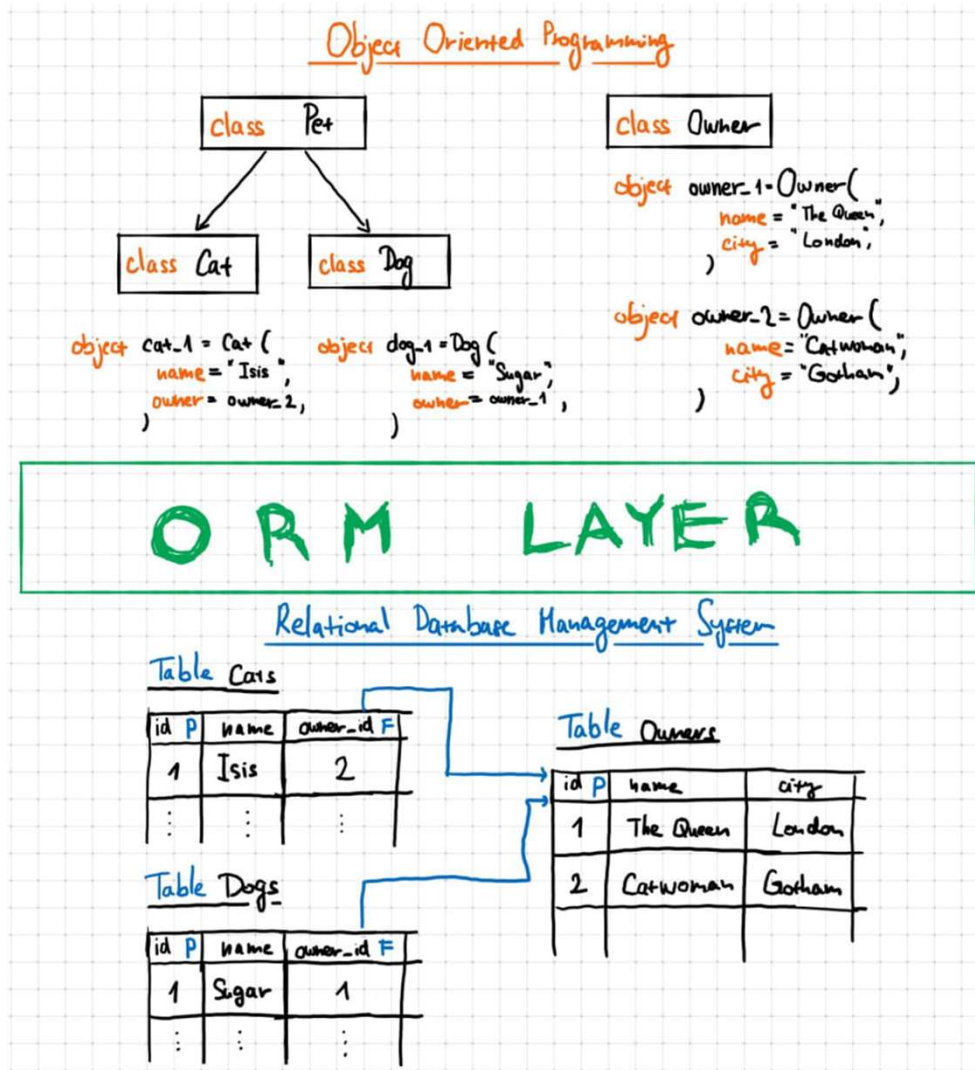 Object Oriented Programming
class Pet
class Owner
object owner_1 = Owner(
name = "The Queen",
city = "London",
)
class Cat
class Dog
object owner_2 = Owner(
name = "Catwoman",
city = "Gotham",
)
object cat_1 = Cat (
name = "Isis",
owner = owner_2,
)
object dog_1 = Dog (
name = "Sugar",
owner = owner_1,
)
ORM LAYER
Relational Database Management System
Table Cats
id P name owner_id F
1 Isis 2
⋮ ⋮ ⋮
Table Owners
id P name city
1 The Queen London
2 Catwoman Gotham
Table Dogs
id P name owner_id F
1 Sugar 1
⋮ ⋮ ⋮